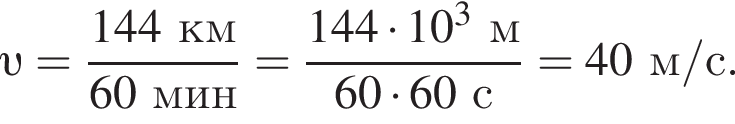 υ = 144 км / 60 мин = 144 · 10³ м / 60 · 60 с = 40 м/с.